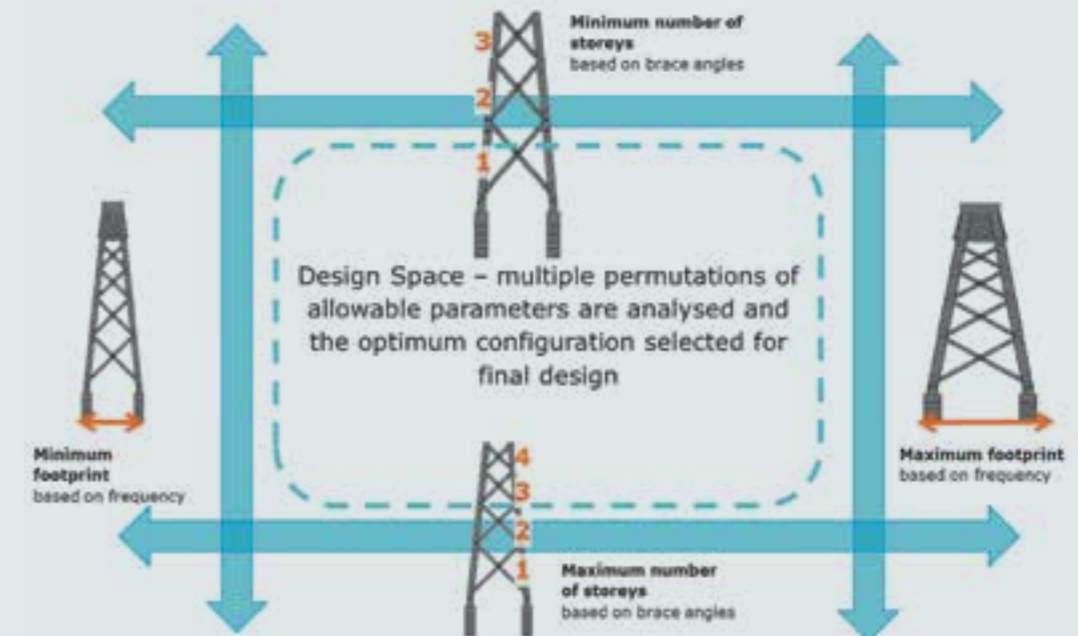 3
2
1
Minimum number of
storeys
based on brace angles
Design Space – multiple permutations of
allowable parameters are analysed and
the optimum configuration selected for
final design
Minimum
footprint
based on frequency
Maximum footprint
based on frequency
4
3
2
1
Maximum number
of storeys
based on brace angles